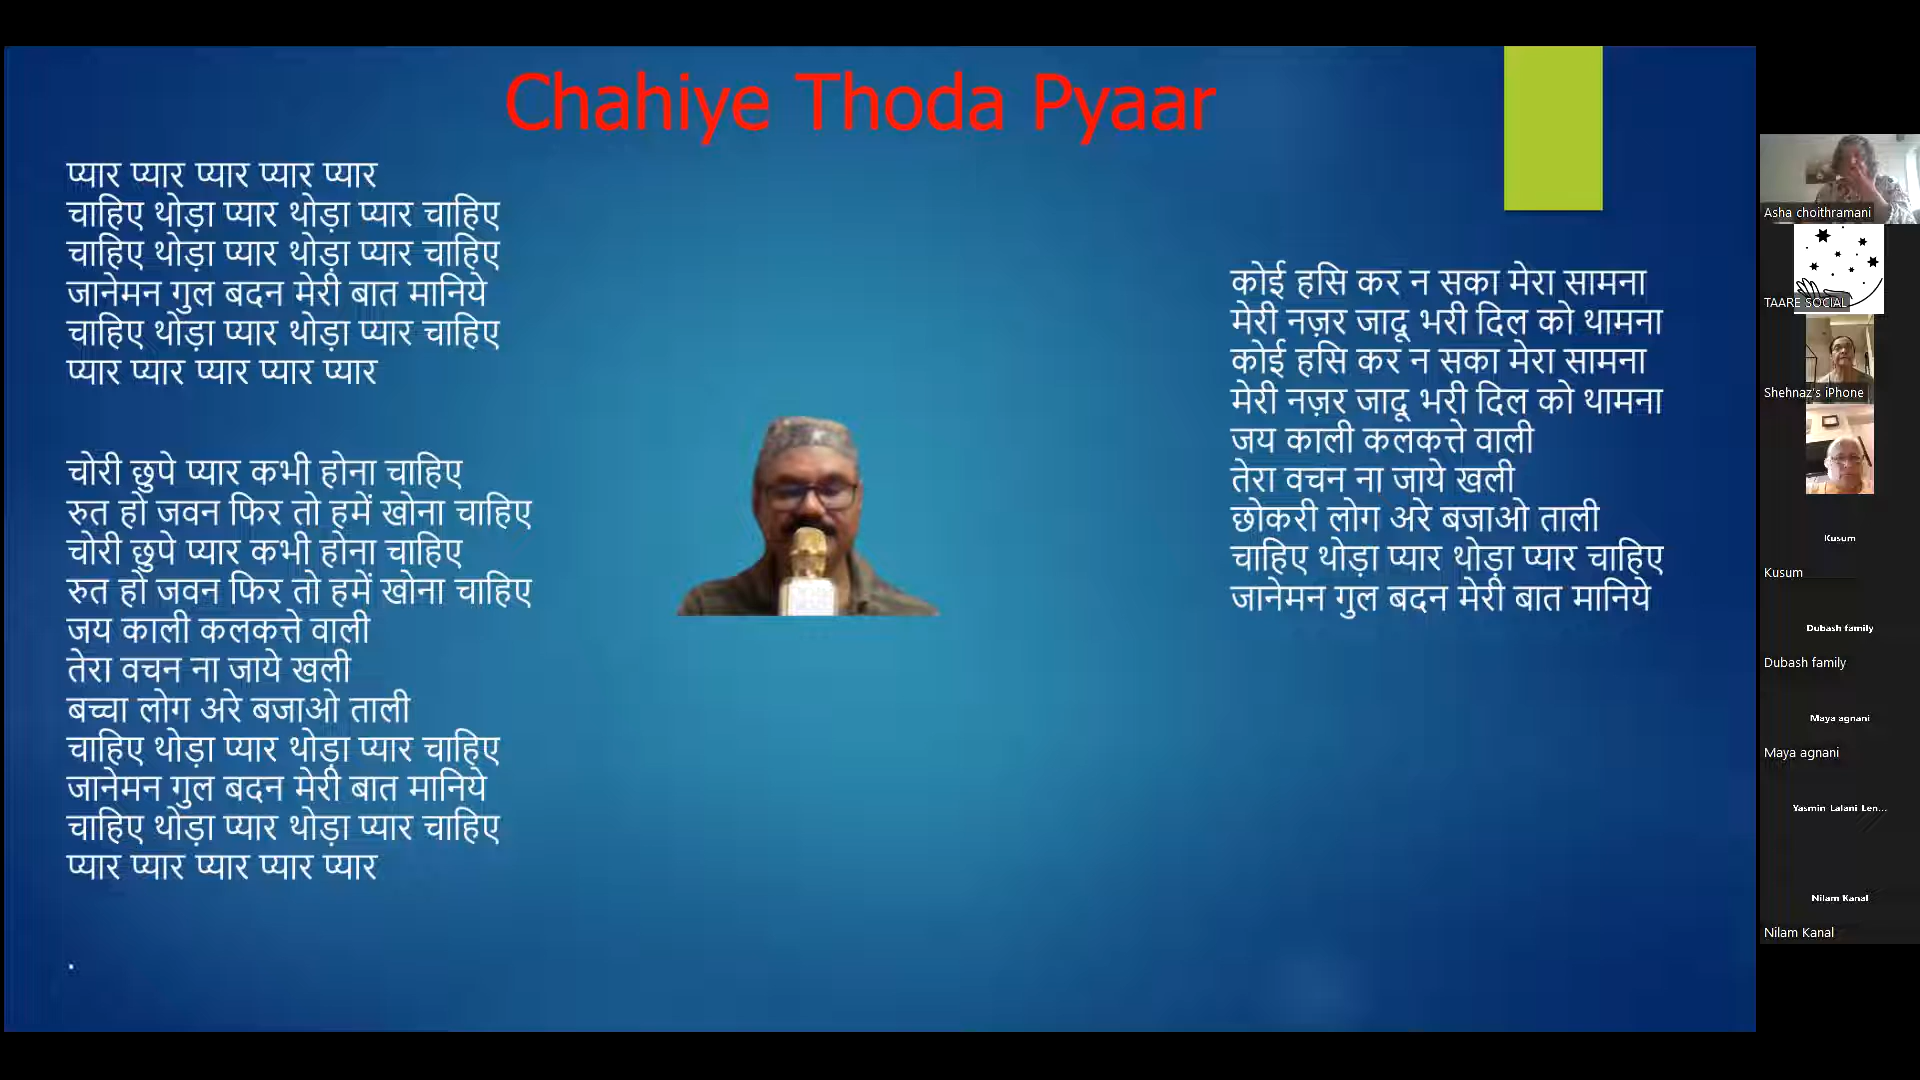 Chahiye Thoda Pyaar
प्यार प्यार प्यार प्यार प्यार
चाहिए थोड़ा प्यार थोड़ा प्यार चाहिए
चाहिए थोड़ा प्यार थोड़ा प्यार चाहिए
जानेमन गुल बदन मेरी बात मानिये
चाहिए थोड़ा प्यार थोड़ा प्यार चाहिए
प्यार प्यार प्यार प्यार प्यार
चोरी छुपे प्यार कभी होना चाहिए
रुत हो जवन फिर तो हमें खोना चाहिए
चोरी छुपे प्यार कभी होना चाहिए
रुत हो जवन फिर तो हमें खोना चाहिए
जय काली कलकत्ते वाली
तेरा वचन ना जाये खली
बच्चा लोग अरे बजाओ ताली
चाहिए थोड़ा प्यार थोड़ा प्यार चाहिए
जानेमन गुल बदन मेरी बात मानिये
चाहिए थोड़ा प्यार थोड़ा प्यार चाहिए
प्यार प्यार प्यार प्यार प्यार
.
कोई हसि कर न सका मेरा सामना
मेरी नज़र जादू भरी दिल को थामना
कोई हसि कर न सका मेरा सामना
मेरी नज़र जादू भरी दिल को थामना
जय काली कलकत्ते वाली
तेरा वचन ना जाये खली
छोकरी लोग अरे बजाओ ताली
चाहिए थोड़ा प्यार थोड़ा प्यार चाहिए
जानेमन गुल बदन मेरी बात मानिये
Asha choithramani
TAARE SOCIAL
Shehnaz's iPhone
Kusum
Kusum
Dubash family
Dubash family
Maya agnani
Maya agnani
Yasmin Lalani Len...
Nilam Kanal
Nilam Kanal